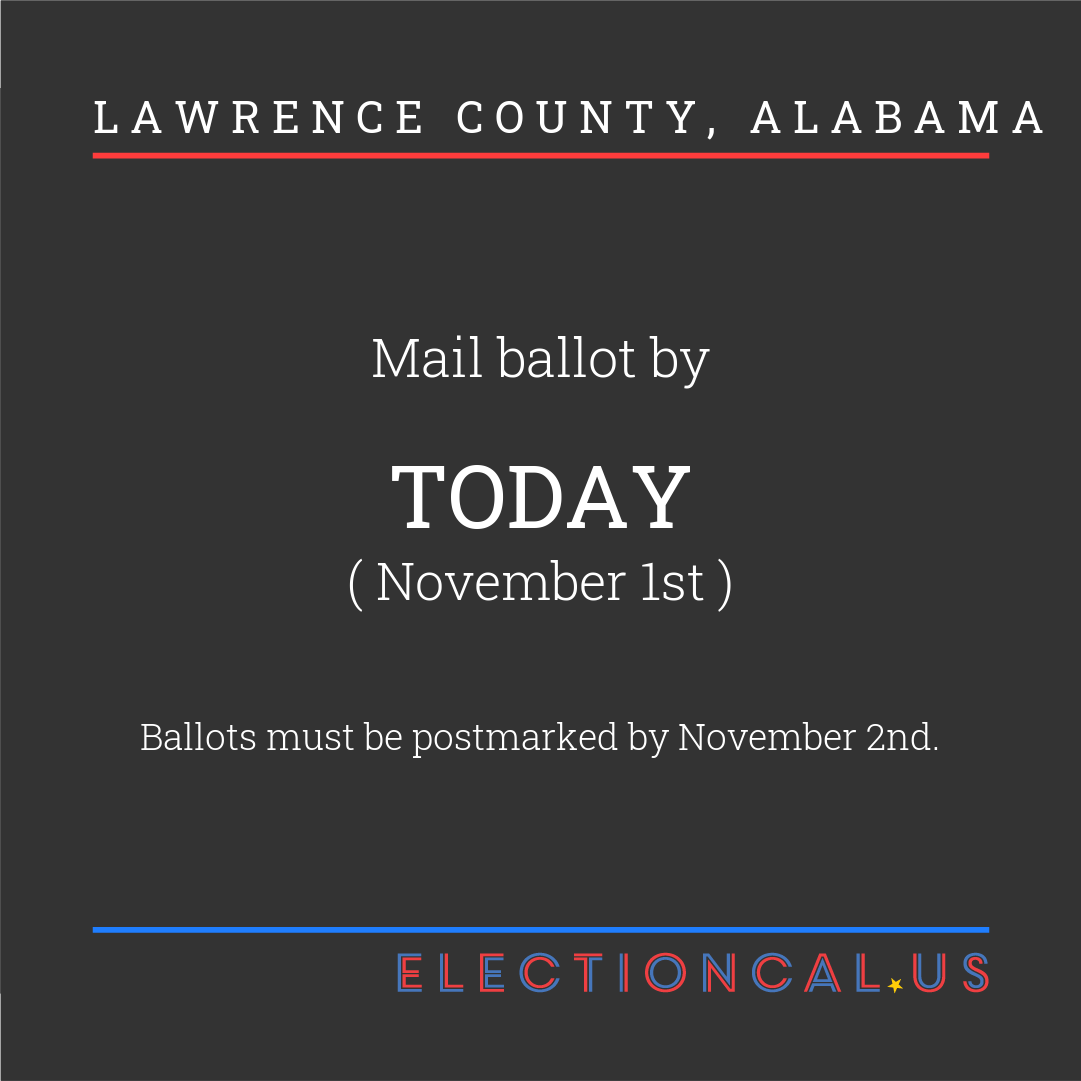 LAWRENCE COUNTY, ALABAMA
Mail ballot by
TODAY
( November 1st )
Ballots must be postmarked by November 2nd.
ELECTIONCAL.US